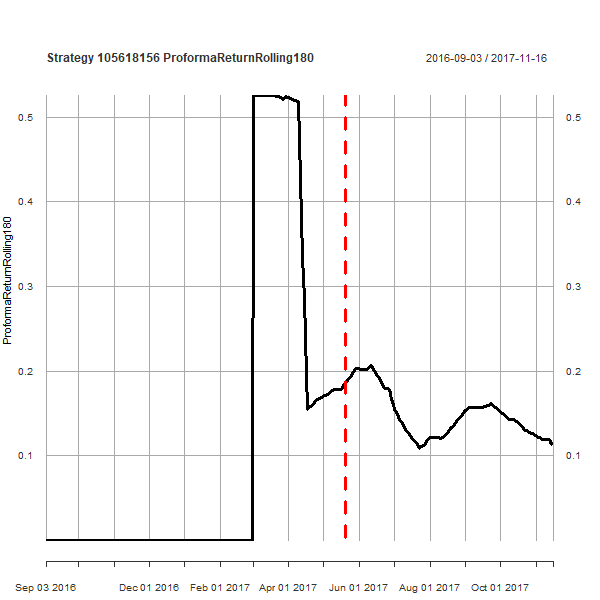 Strategy 105618156 ProformaReturnRolling180
2016-09-03 / 2017-11-16
0.5
0.5
0.4
0.4
0.3
0.3
0.2
0.2
0.1
0.1
ProformaReturnRolling180
Sep 03 2016
Dec 01 2016
Feb 01 2017
Apr 01 2017
Jun 01 2017
Aug 01 2017
Oct 01 2017